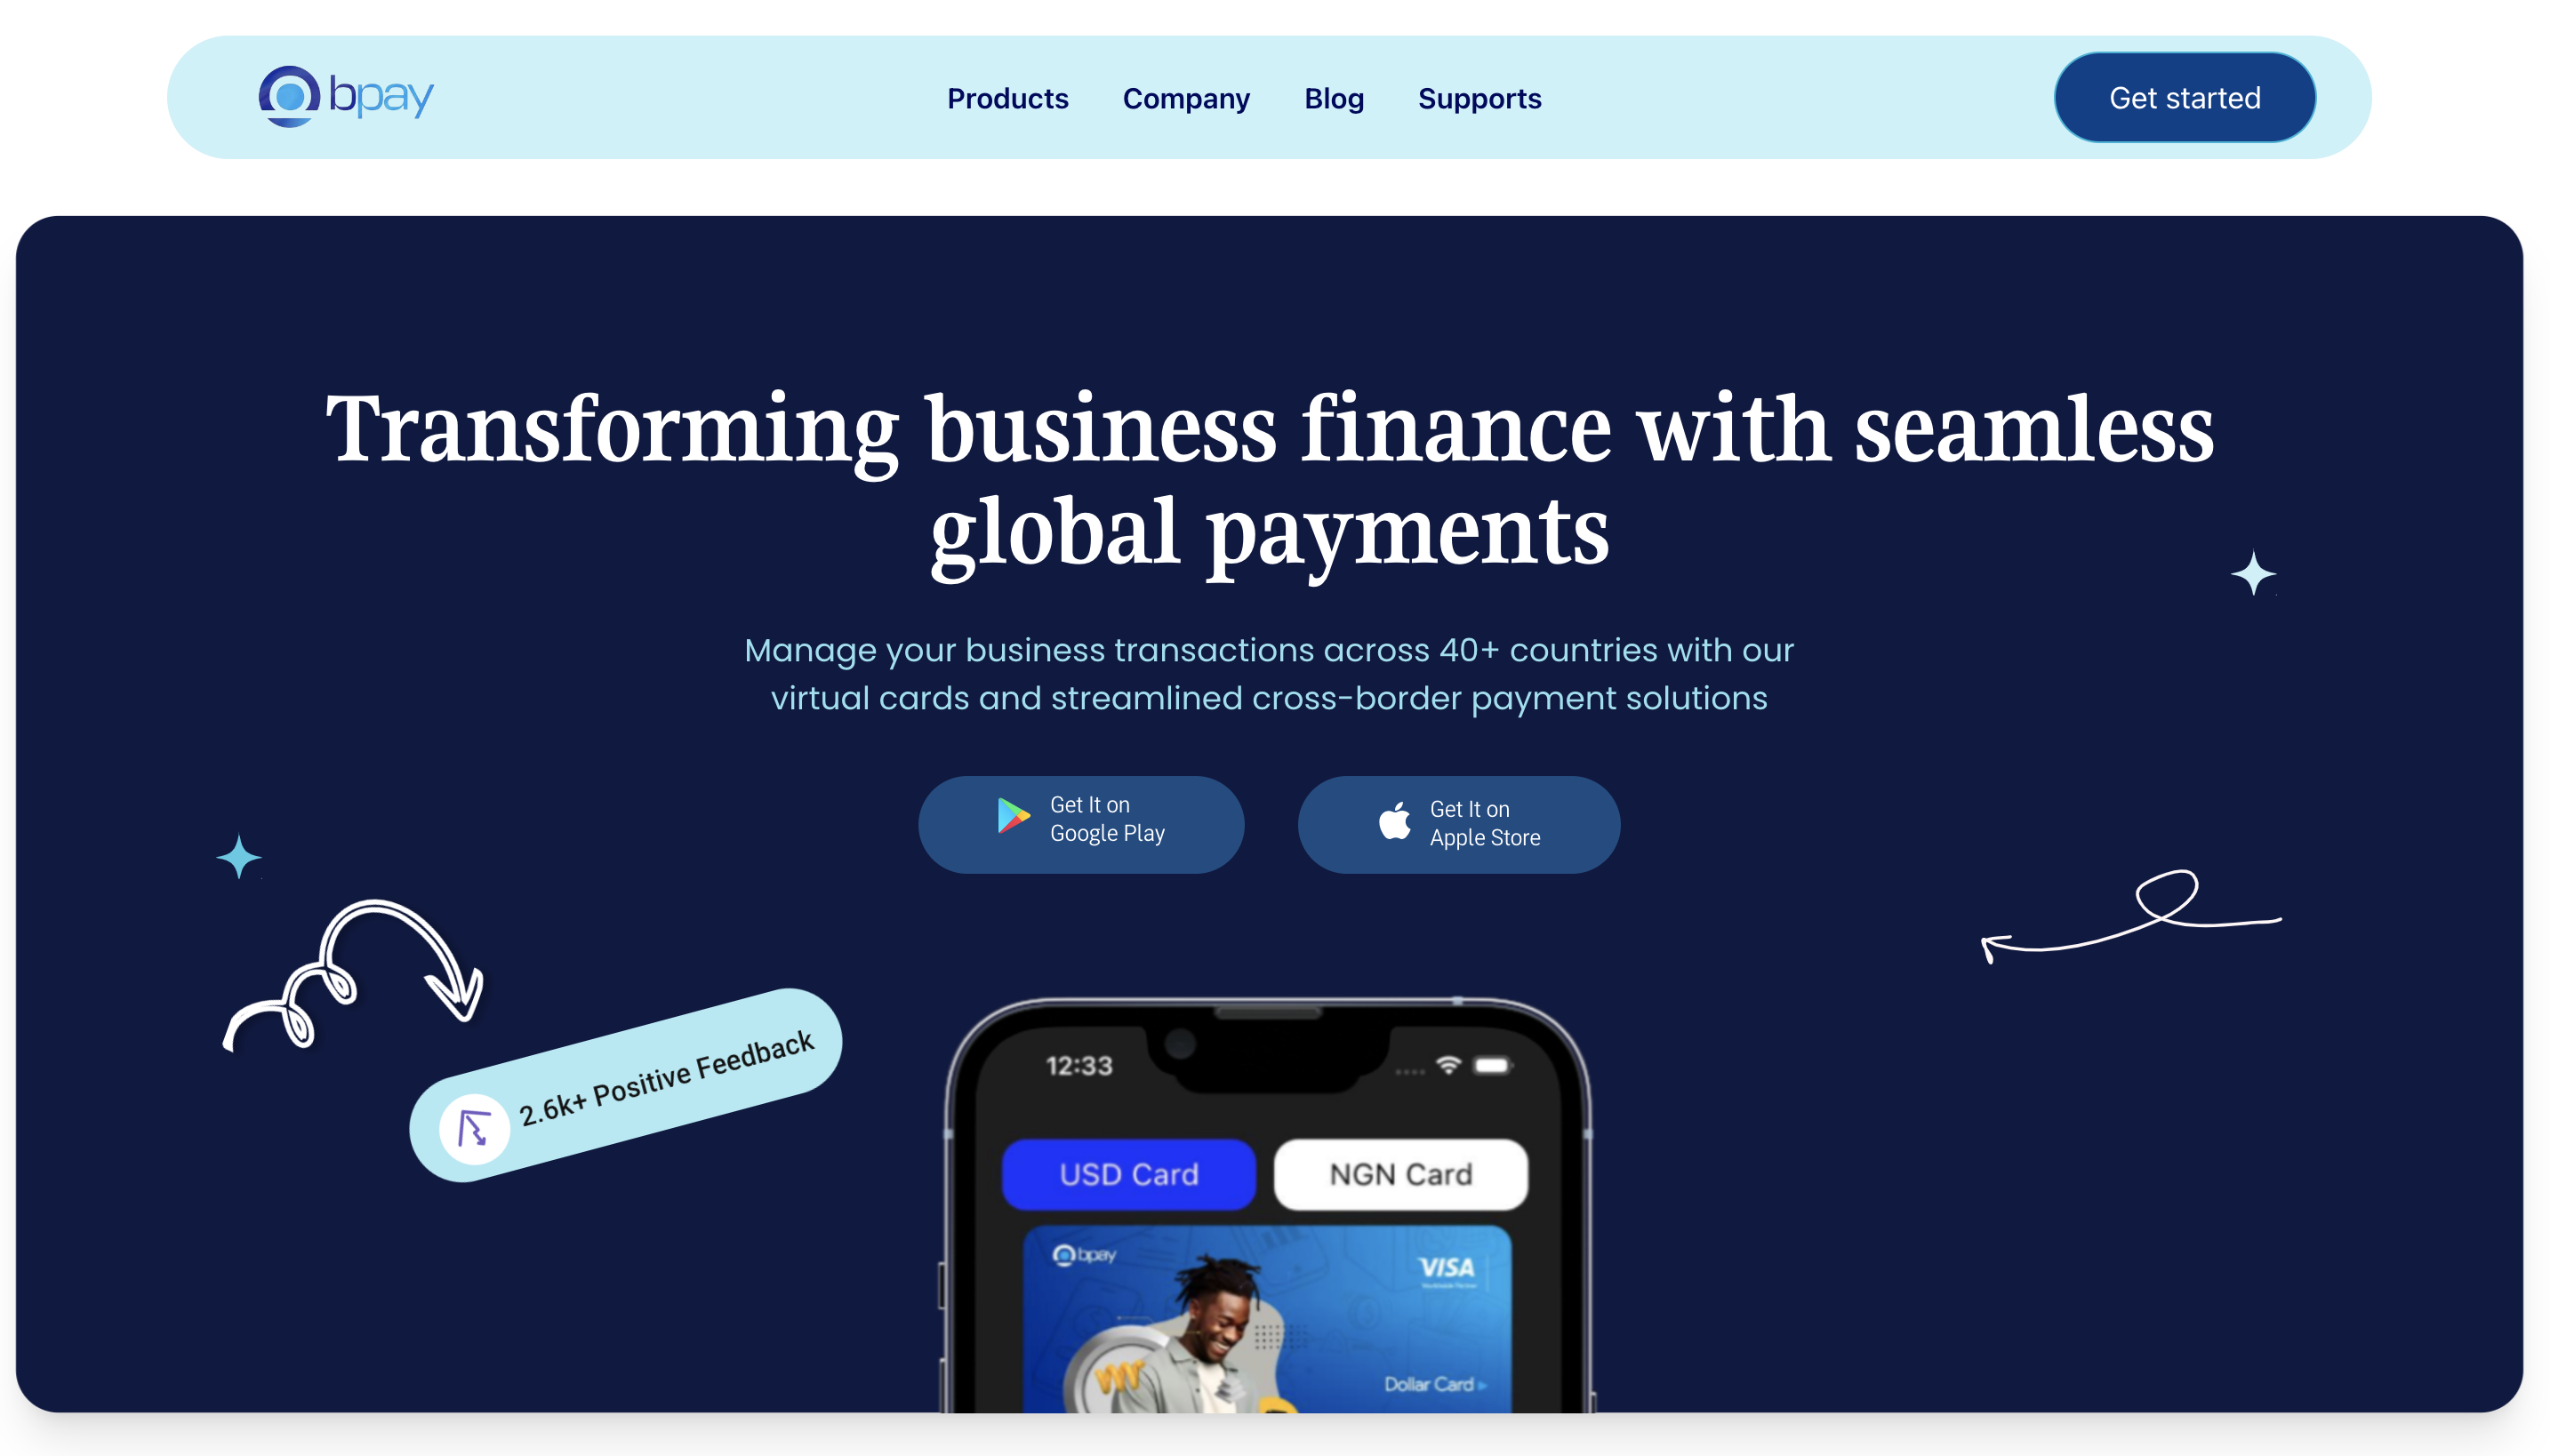 bpay
Products
Company
Blog
Supports
Get started
Transforming business finance with seamless
global payments
Manage your business transactions across 40+ countries with our
virtual cards and streamlined cross-border payment solutions
Get It on
Google Play
Get It on
Apple Store
2.6k+ Positive Feedback
12:33
USD Card
NGN Card
bpay
VISA
Dollar Card